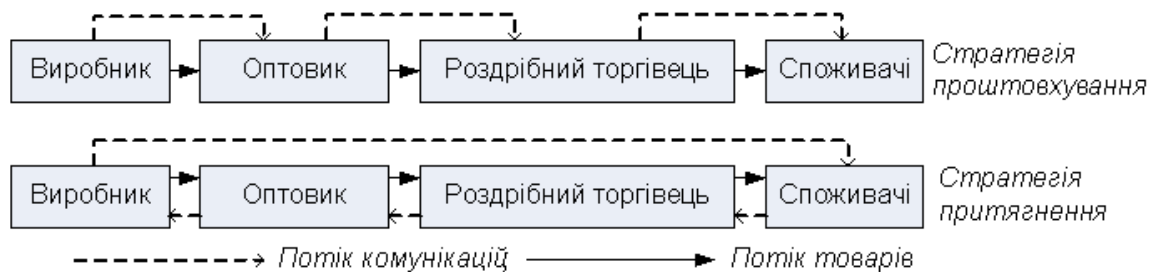 Виробник Оптовик Роздрібний торгівець Споживачі
Стратегія
проштовхування
Виробник Оптовик Роздрібний торгівець Споживачі
Стратегія
притягнення
Потік комунікацій Потік товарів